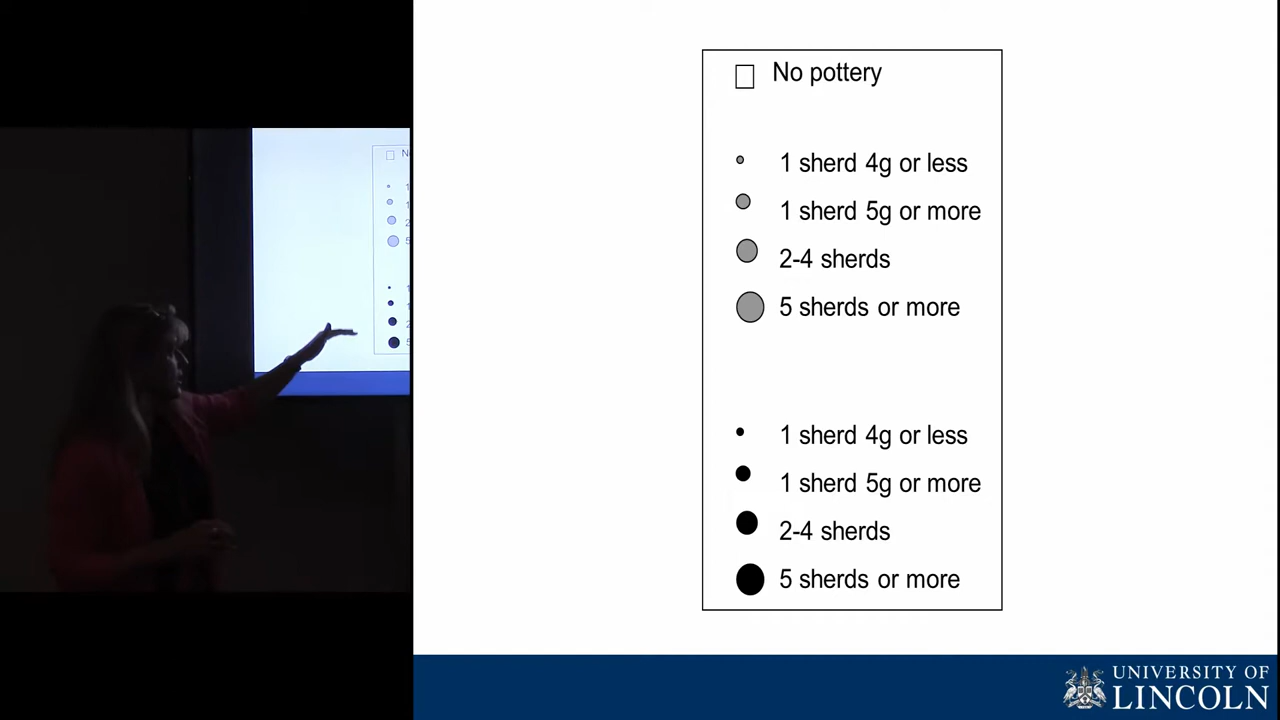 No pottery
1 sherd 4g or less
1 sherd 5g or more
2-4 sherds
5 sherds or more
1 sherd 4g or less
1 sherd 5g or more
2-4 sherds
5 sherds or more
UNIVERSITY OF
LINCOLN